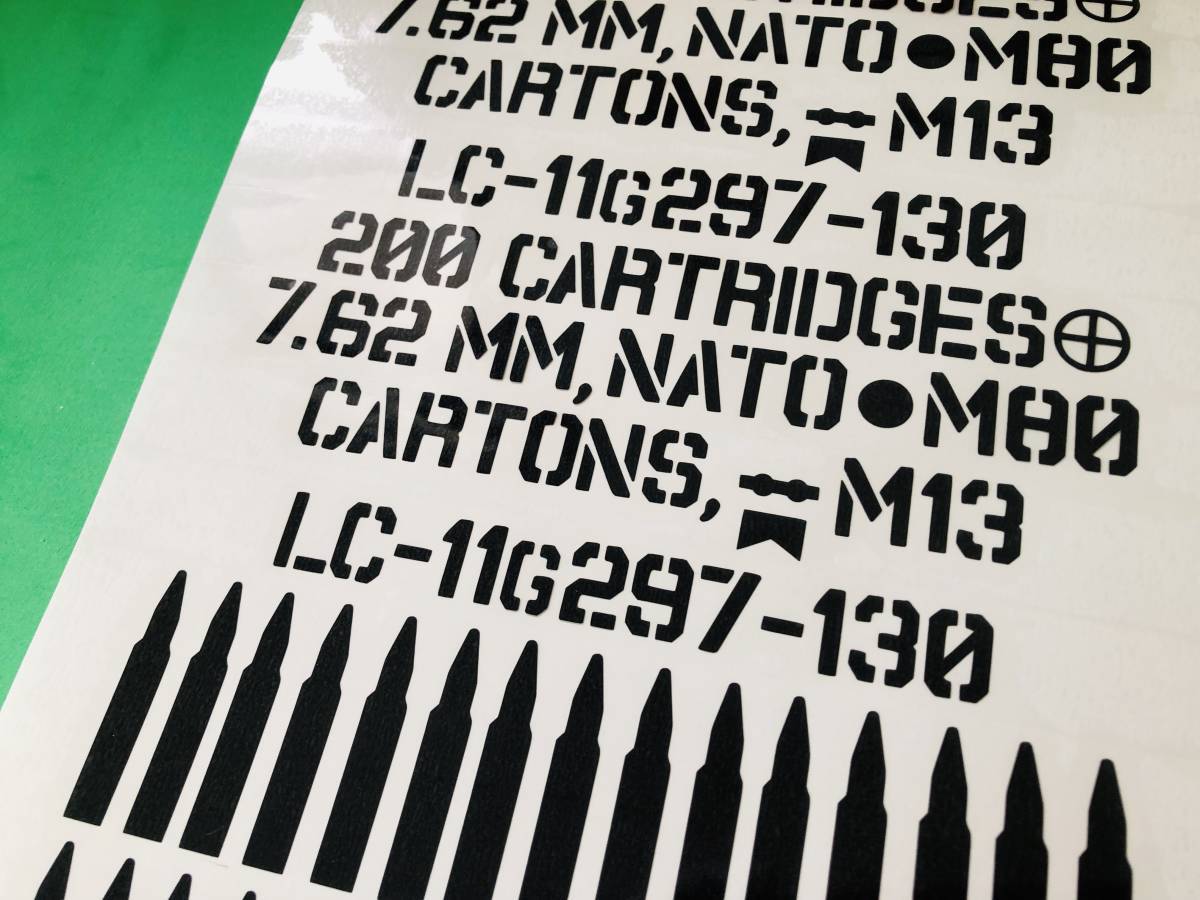 CARTRIDGES⊕
7.62 MM, NATO●M80
CARTONS, M13
LC-11G297-130
200 CARTRIDGES⊕
7.62 MM, NATO●M80
CARTONS, M13
LC-11G297-130